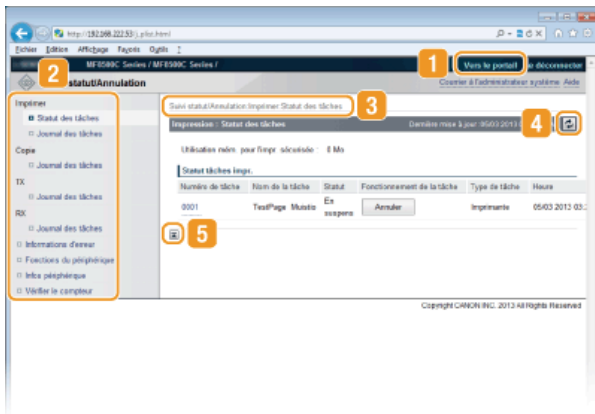 http://192.168.222.53/j_plist.html
Fichier Edition Affichage Favoris Outils ?
MF8500C Series / MF8500C Series /
1
Vers le portail
se déconnecter
2
statut/Annulation
Courrier à l'administrateur système Aide
Imprimer
Statut des tâches
Journal des tâches
Copie
Journal des tâches
TX
Journal des tâches
RX
Journal des tâches
Informations d'erreur
Fonctions du périphérique
Infos périphérique
Vérifier le compteur
Suivi statut/Annulation:Imprimer:Statut des tâches
3
Impression : Statut des tâches
Dernière mise à jour :05/03 2013
4
Utilisation mém. pour l'impr. sécurisée : 0 Mo
Statut tâches impr.
Numéro de tâche Nom de la tâche Statut Fonctionnement de la tâche Type de tâche Heure
0001 TestPage En suspens Annuler Imprimante 05/03 2013 03:
5
Copyright CANON INC. 2013 All Rights Reserved